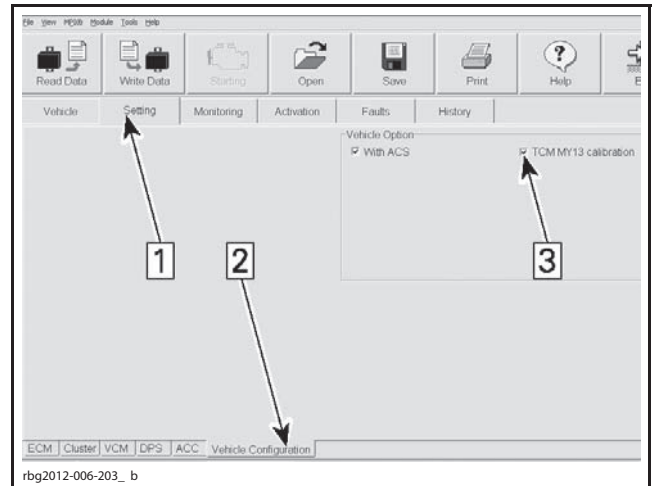 File View MPI/b Module Tools Help
Read Data Write Data Starting Open Save Print Help E
Vehicle Setting Monitoring Activation Faults History
Vehicle Option
With ACS TCM MY13 calibration
1 2 3
ECM Cluster VCM DPS ACC Vehicle Configuration
rbg2012-006-203_ b